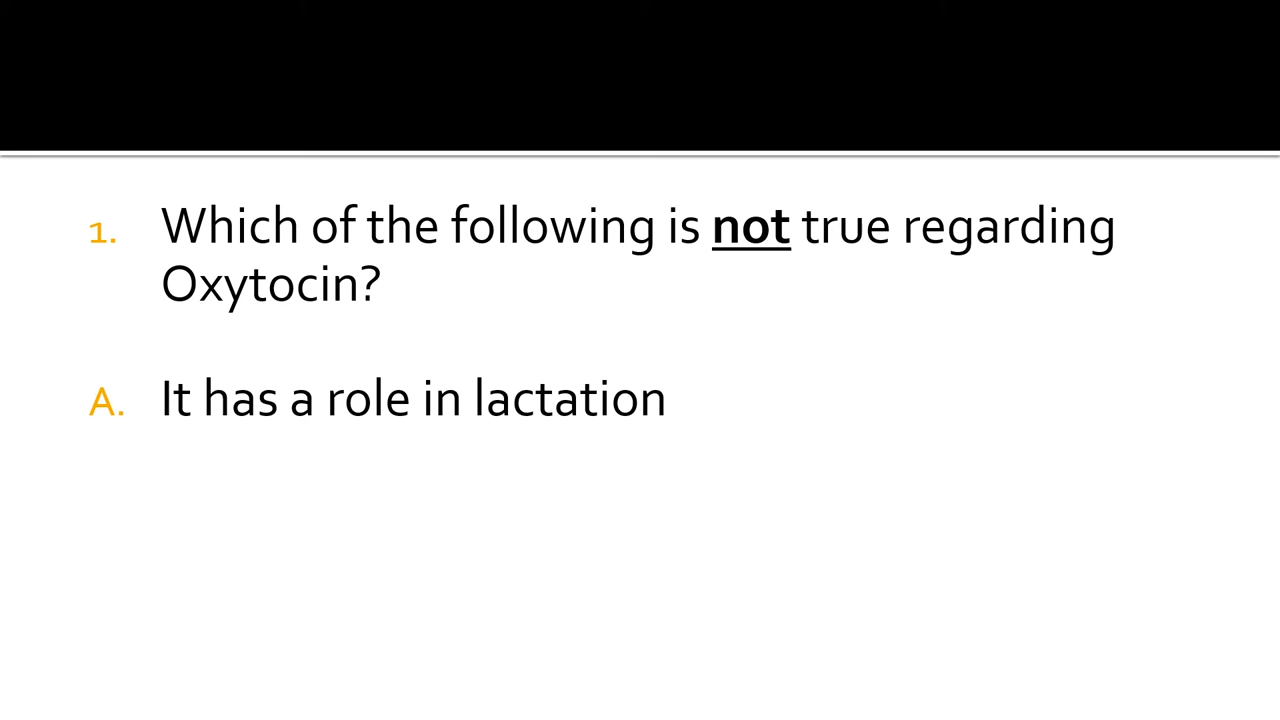 1. Which of the following is not true regarding
Oxytocin?
A. It has a role in lactation